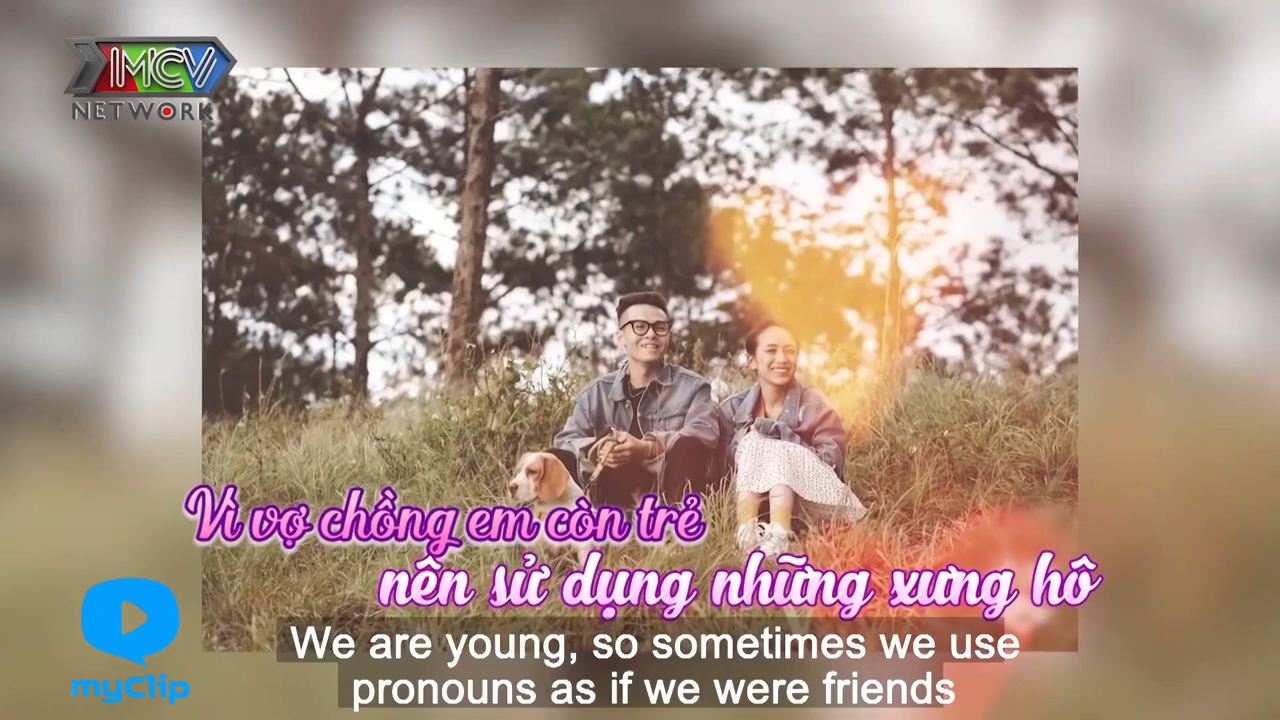 MCV
NETWORK
Vì vợ chồng em còn trẻ
nên sử dụng những xưng hô
We are young, so sometimes we use
pronouns as if we were friends
myclip